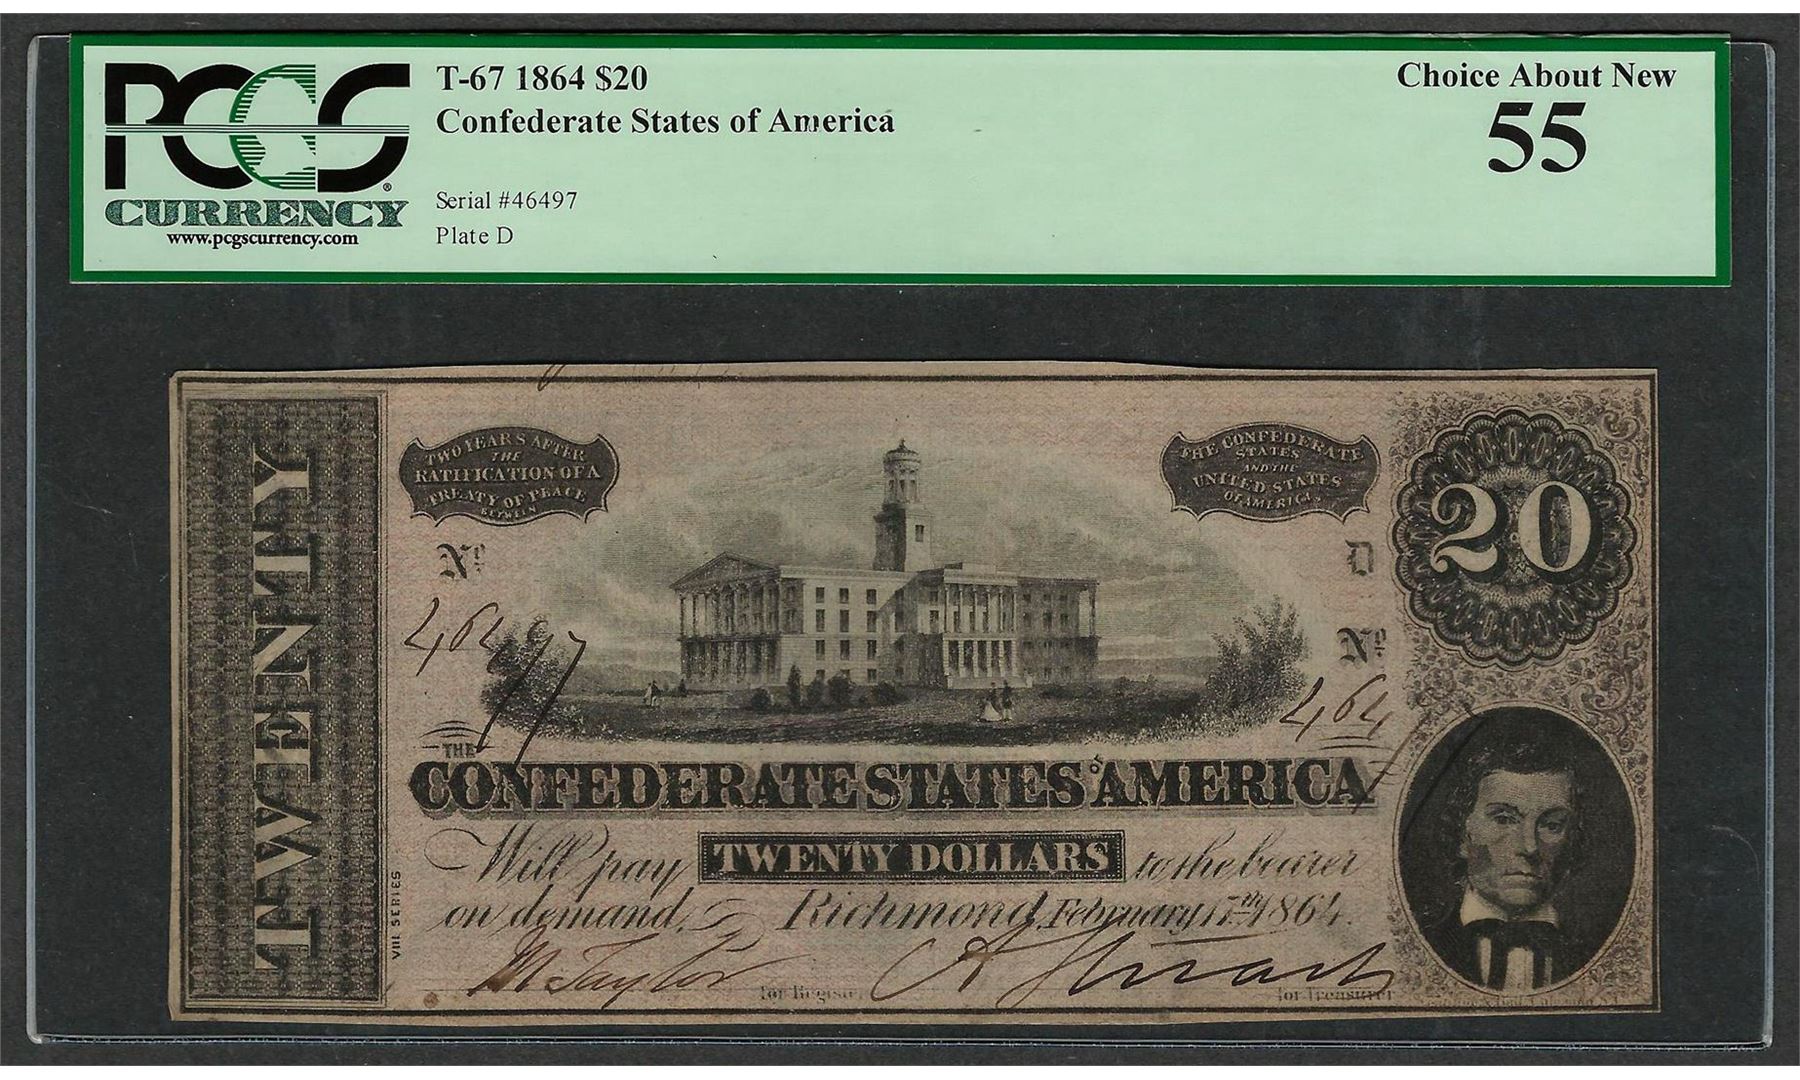 PCGS
CURRENCY
www.pcgscurrency.com
T-67 1864 $20
Confederate States of America
Serial #46497
Plate D
Choice About New
55
TWENTY
TWO YEARS AFTER
THE
RATIFICATION OF A
TREATY OF PEACE
BETWEEN
THE CONFEDERATE
STATES
AND THE
UNITED STATES
OF AMERICA
20
No.
46497
D
No.
46497
THE
CONFEDERATE STATES OF AMERICA
Will pay TWENTY DOLLARS to the bearer
on demand. Richmond, February 17th 1864.
VIII SERIES
M Taylor
for Register
for Treasurer